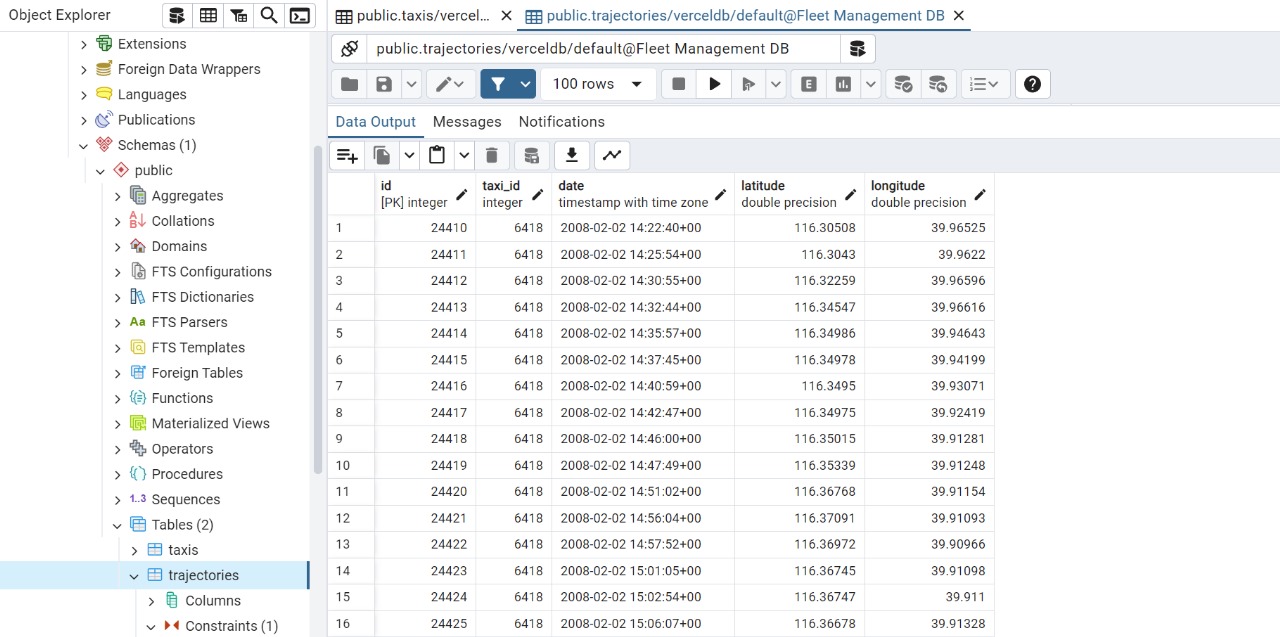 Object Explorer
Extensions
Foreign Data Wrappers
Languages
Publications
Schemas (1)
public
Aggregates
Collations
Domains
FTS Configurations
FTS Dictionaries
Aa FTS Parsers
FTS Templates
Foreign Tables
Functions
Materialized Views
Operators
Procedures
1..3 Sequences
Tables (2)
taxis
trajectories
Columns
Constraints (1)
public.taxis/vercel... public.trajectories/verceldb/default@Fleet Management DB
public.trajectories/verceldb/default@Fleet Management DB
100 rows E
Data Output Messages Notifications
id taxi_id date latitude longitude
[PK] integer integer timestamp with time zone double precision double precision
1 24410 6418 2008-02-02 14:22:40+00 116.30508 39.96525
2 24411 6418 2008-02-02 14:25:54+00 116.3043 39.9622
3 24412 6418 2008-02-02 14:30:55+00 116.32259 39.96596
4 24413 6418 2008-02-02 14:32:44+00 116.34547 39.96616
5 24414 6418 2008-02-02 14:35:57+00 116.34986 39.94643
6 24415 6418 2008-02-02 14:37:45+00 116.34978 39.94199
7 24416 6418 2008-02-02 14:40:59+00 116.3495 39.93071
8 24417 6418 2008-02-02 14:42:47+00 116.34975 39.92419
9 24418 6418 2008-02-02 14:46:00+00 116.35015 39.91281
10 24419 6418 2008-02-02 14:47:49+00 116.35339 39.91248
11 24420 6418 2008-02-02 14:51:02+00 116.36768 39.91154
12 24421 6418 2008-02-02 14:56:04+00 116.37091 39.91093
13 24422 6418 2008-02-02 14:57:52+00 116.36972 39.90966
14 24423 6418 2008-02-02 15:01:05+00 116.36745 39.91098
15 24424 6418 2008-02-02 15:02:54+00 116.36747 39.911
16 24425 6418 2008-02-02 15:06:07+00 116.36678 39.91328